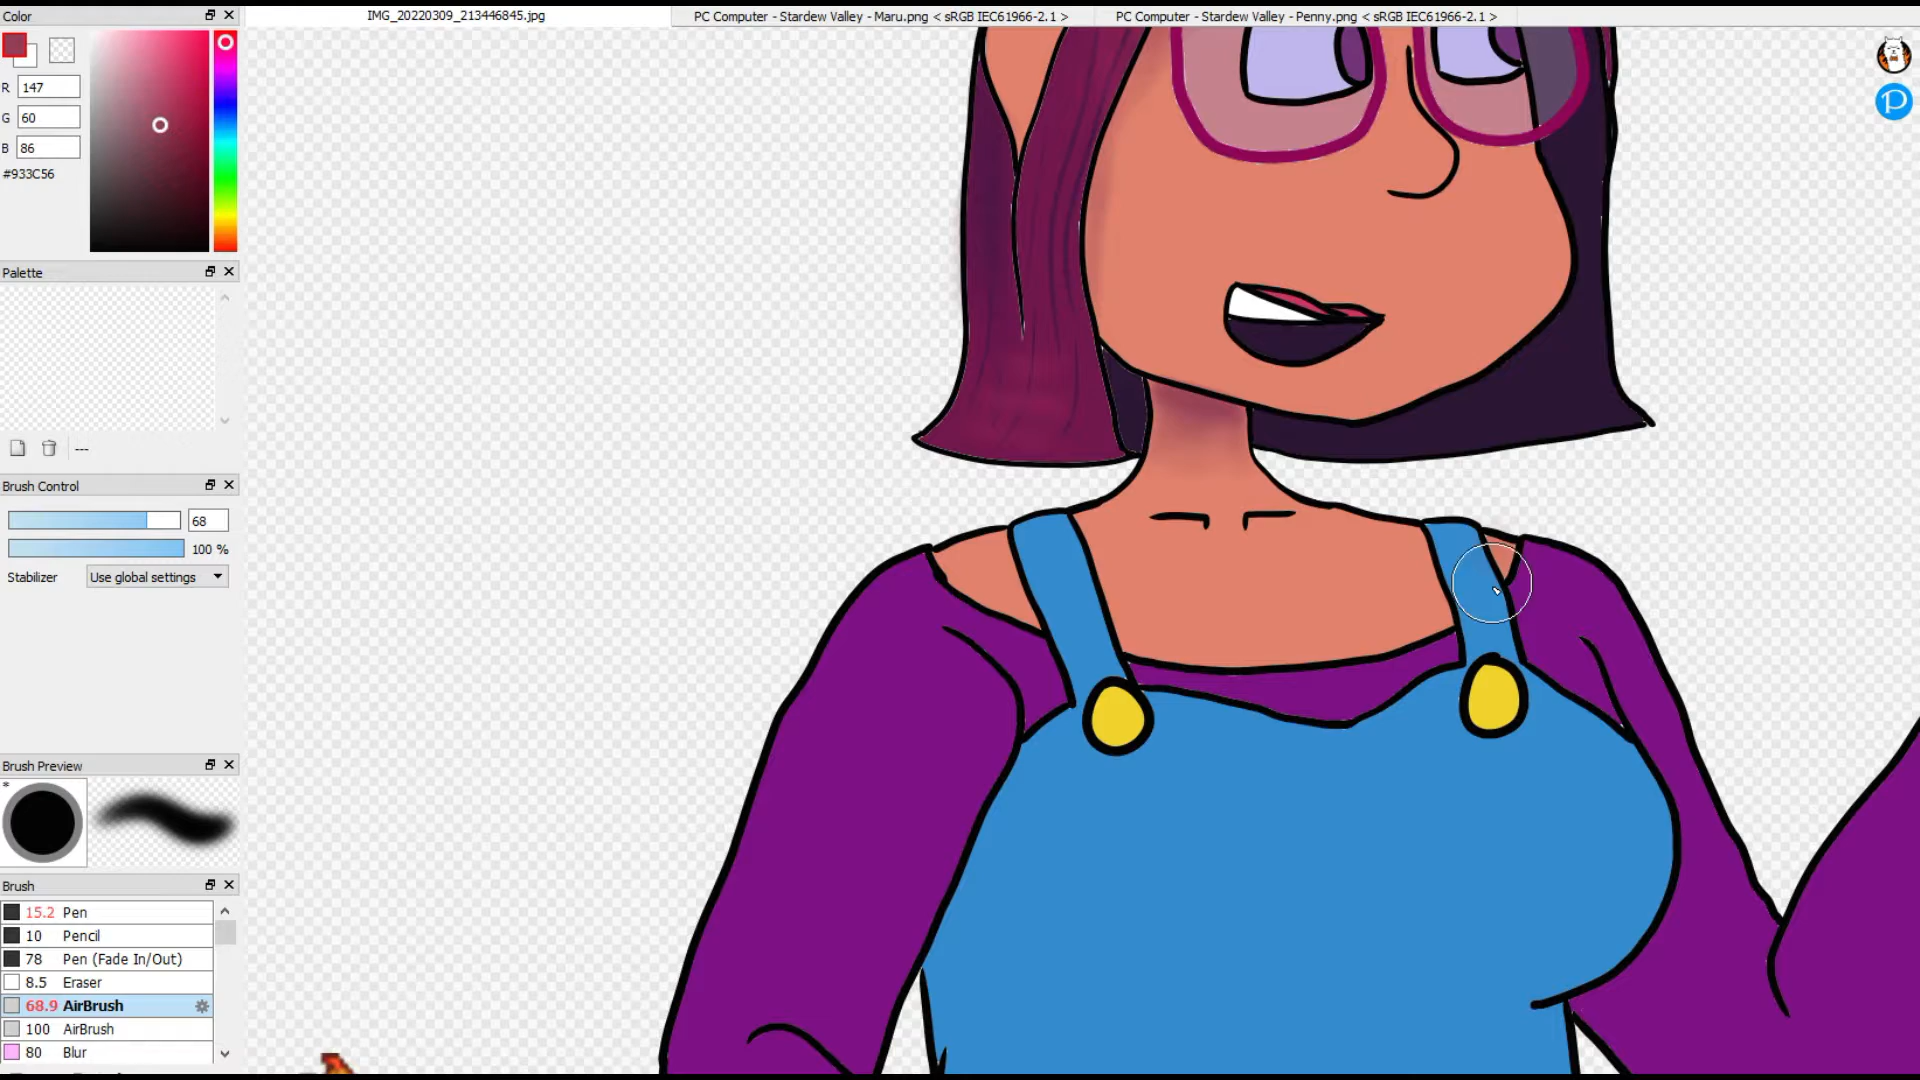 Color
IMG_20220309_213446845.jpg
PC Computer - Stardew Valley - Maru.png < sRGB IEC61966-2.1 >
PC Computer - Stardew Valley - Penny.png < sRGB IEC61966-2.1 >
R 147
G 60
B 86
#933C56
Palette
---
Brush Control
68
100 %
Stabilizer Use global settings
Brush Preview
*
Brush
15.2 Pen
10 Pencil
78 Pen (Fade In/Out)
8.5 Eraser
68.9 AirBrush
100 AirBrush
80 Blur